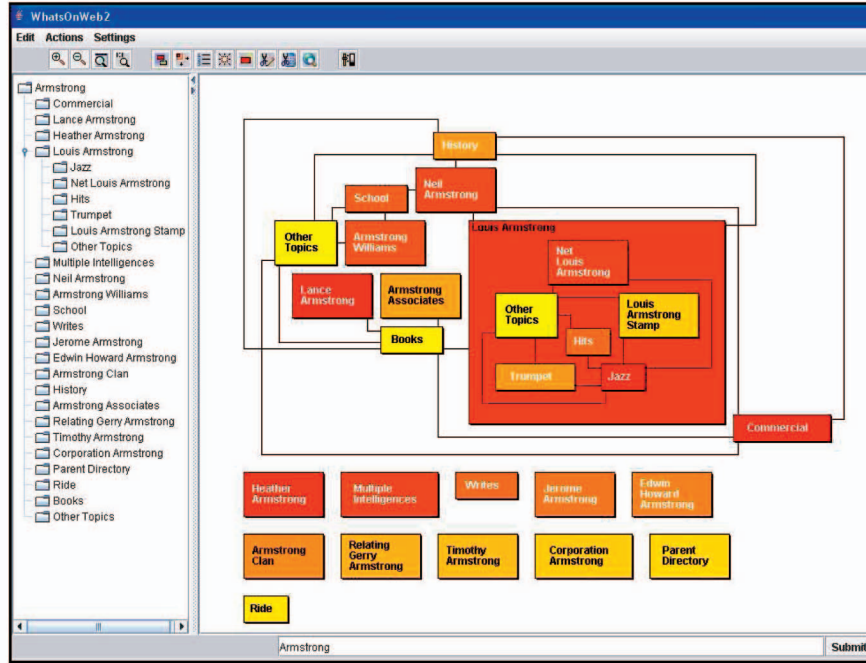 WhatsOnWeb2
Edit Actions Settings
Armstrong
Commercial
Lance Armstrong
Heather Armstrong
Louis Armstrong
Jazz
Net Louis Armstrong
Hits
Trumpet
Louis Armstrong Stamp
Other Topics
Multiple Intelligences
Neil Armstrong
Armstrong Williams
School
Writes
Jerome Armstrong
Edwin Howard Armstrong
Armstrong Clan
History
Armstrong Associates
Relating Gerry Armstrong
Timothy Armstrong
Corporation Armstrong
Parent Directory
Ride
Books
Other Topics
History
Neil
Armstrong
School
Other
Topics
Armstrong
Williams
Louis Armstrong
Net
Louis
Armstrong
Lance
Armstrong
Armstrong
Associates
Other
Topics
Louis
Armstrong
Stamp
Books
Hits
Trumpet
Jazz
Commercial
Heather
Armstrong
Multiple
Intelligences
Writes
Jerome
Armstrong
Edwin
Howard
Armstrong
Armstrong
Clan
Relating
Gerry
Armstrong
Timothy
Armstrong
Corporation
Armstrong
Parent
Directory
Ride
Armstrong
Submit